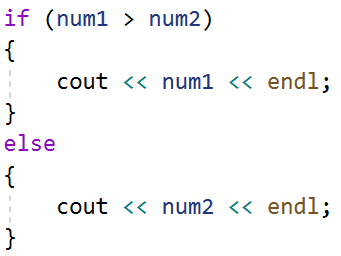 if (num1 > num2)
{
    cout << num1 << endl;
}
else
{
    cout << num2 << endl;
}